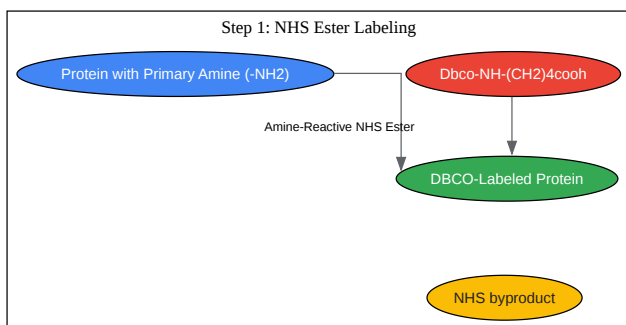 Step 1: NHS Ester Labeling
Protein with Primary Amine (-NH2)
Dbco-NH-(CH2)4cooh
Amine-Reactive NHS Ester
DBCO-Labeled Protein
NHS byproduct